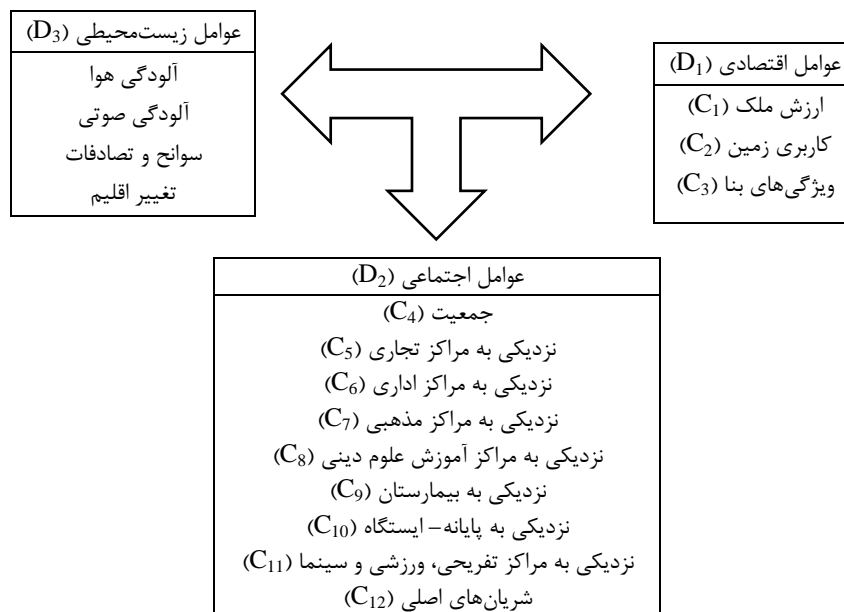 عوامل اقتصادی (D1)
ارزش ملک (C1)
کاربری زمین (C2)
ویژگی‌های بنا (C3)
عوامل زیست‌محیطی (D3)
آلودگی هوا
آلودگی صوتی
سوانح و تصادفات
تغییر اقلیم
عوامل اجتماعی (D2)
جمعیت (C4)
نزدیکی به مراکز تجاری (C5)
نزدیکی به مراکز اداری (C6)
نزدیکی به مراکز مذهبی (C7)
نزدیکی به مراکز آموزش علوم دینی (C8)
نزدیکی به بیمارستان (C9)
نزدیکی به پایانه– ایستگاه (C10)
نزدیکی به مراکز تفریحی، ورزشی و سینما (C11)
شریان‌های اصلی (C12)